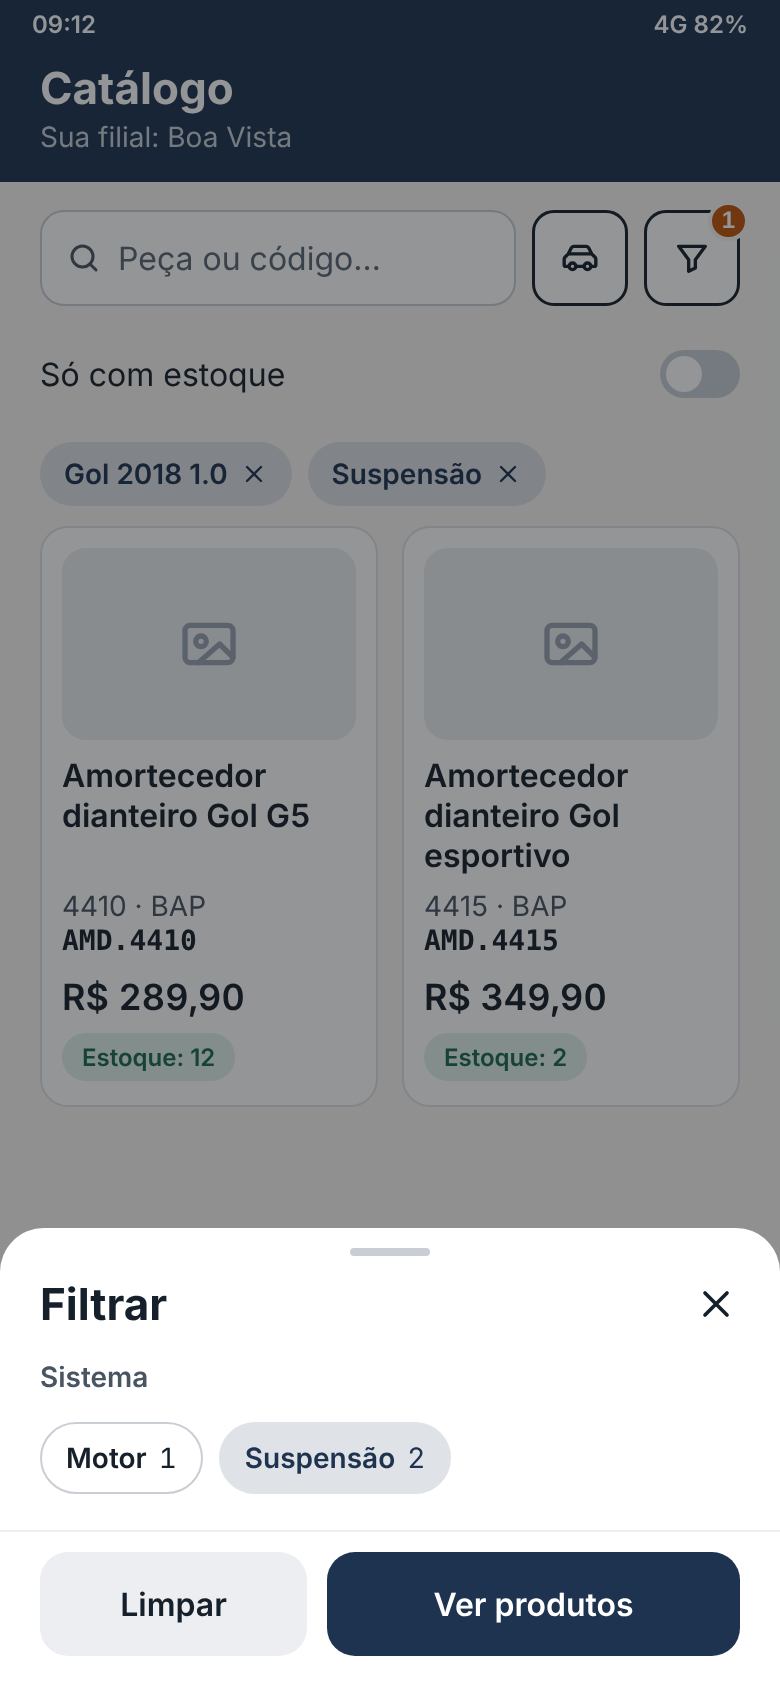 09:12 4G 82%
Catálogo
Sua filial: Boa Vista
Peça ou código...
1
Só com estoque
Gol 2018 1.0
Suspensão
Amortecedor
dianteiro Gol G5
4410 · BAP
AMD.4410
R$ 289,90
Estoque: 12
Amortecedor
dianteiro Gol
esportivo
4415 · BAP
AMD.4415
R$ 349,90
Estoque: 2
Filtrar
Sistema
Motor 1
Suspensão 2
Limpar
Ver produtos